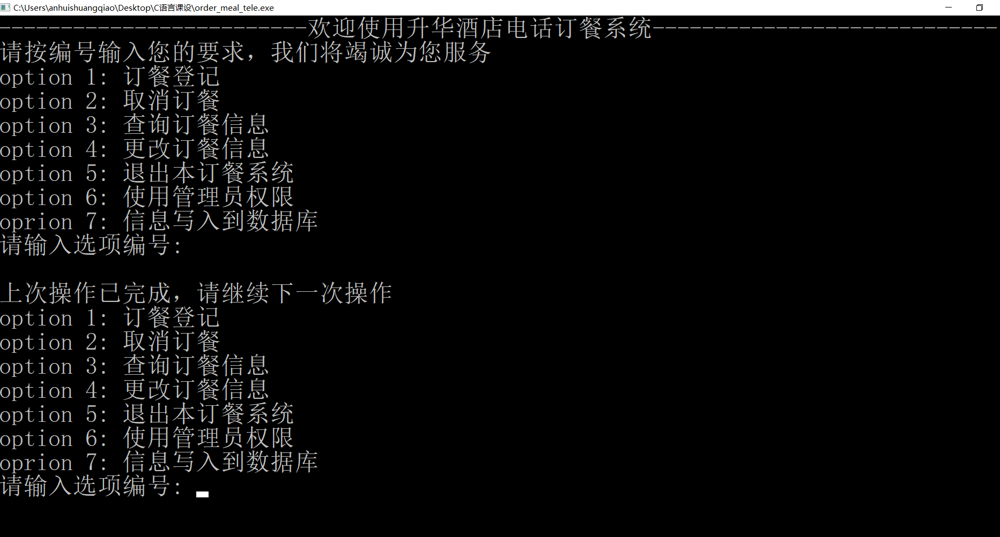 C:\Users\anhuishuangqiao\Desktop\C语言课设\order_meal_tele.exe
-------------------------欢迎使用升华酒店电话订餐系统----------------------------
请按编号输入您的要求，我们将竭诚为您服务
option 1: 订餐登记
option 2: 取消订餐
option 3: 查询订餐信息
option 4: 更改订餐信息
option 5: 退出本订餐系统
option 6: 使用管理员权限
oprion 7: 信息写入到数据库
请输入选项编号:
上次操作已完成，请继续下一次操作
option 1: 订餐登记
option 2: 取消订餐
option 3: 查询订餐信息
option 4: 更改订餐信息
option 5: 退出本订餐系统
option 6: 使用管理员权限
oprion 7: 信息写入到数据库
请输入选项编号: